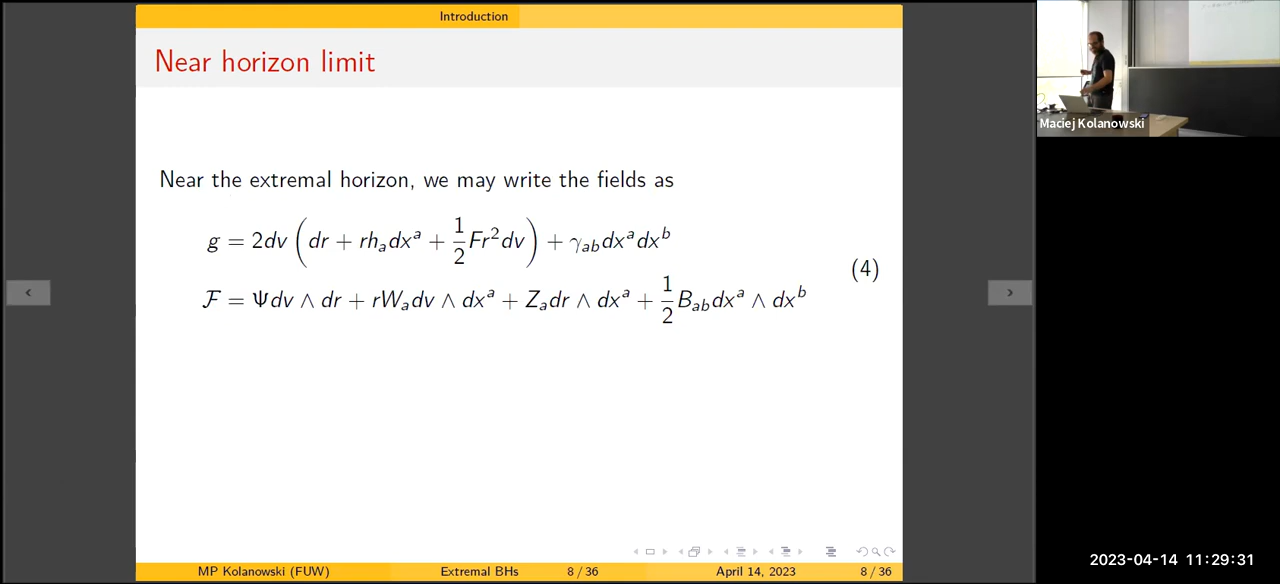 Introduction
Near horizon limit
Maciej Kolanowski
Near the extremal horizon, we may write the fields as
g = 2dv ( dr + rh_a dx^a + 1/2 Fr^2 dv ) + γ_ab dx^a dx^b
(4)
ℱ = Ψdv ∧ dr + rW_a dv ∧ dx^a + Z_a dr ∧ dx^a + 1/2 B_ab dx^a ∧ dx^b
MP Kolanowski (FUW) Extremal BHs 8 / 36 April 14, 2023 8 / 36
2023-04-14 11:29:31